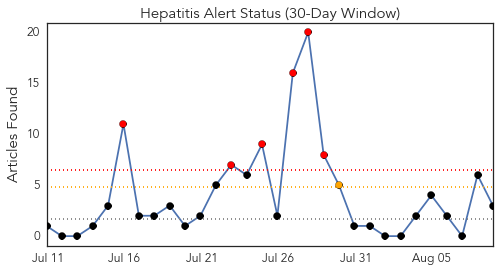 Hepatitis Alert Status (30-Day Window)
Articles Found
20
15
10
5
0
Jul 11 Jul 16 Jul 21 Jul 26 Jul 31 Aug 05